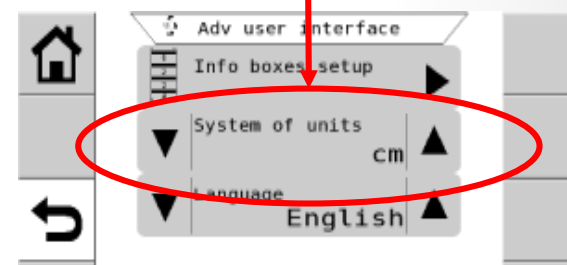 Adv user interface
Info boxes setup
System of units
cm
Language
English